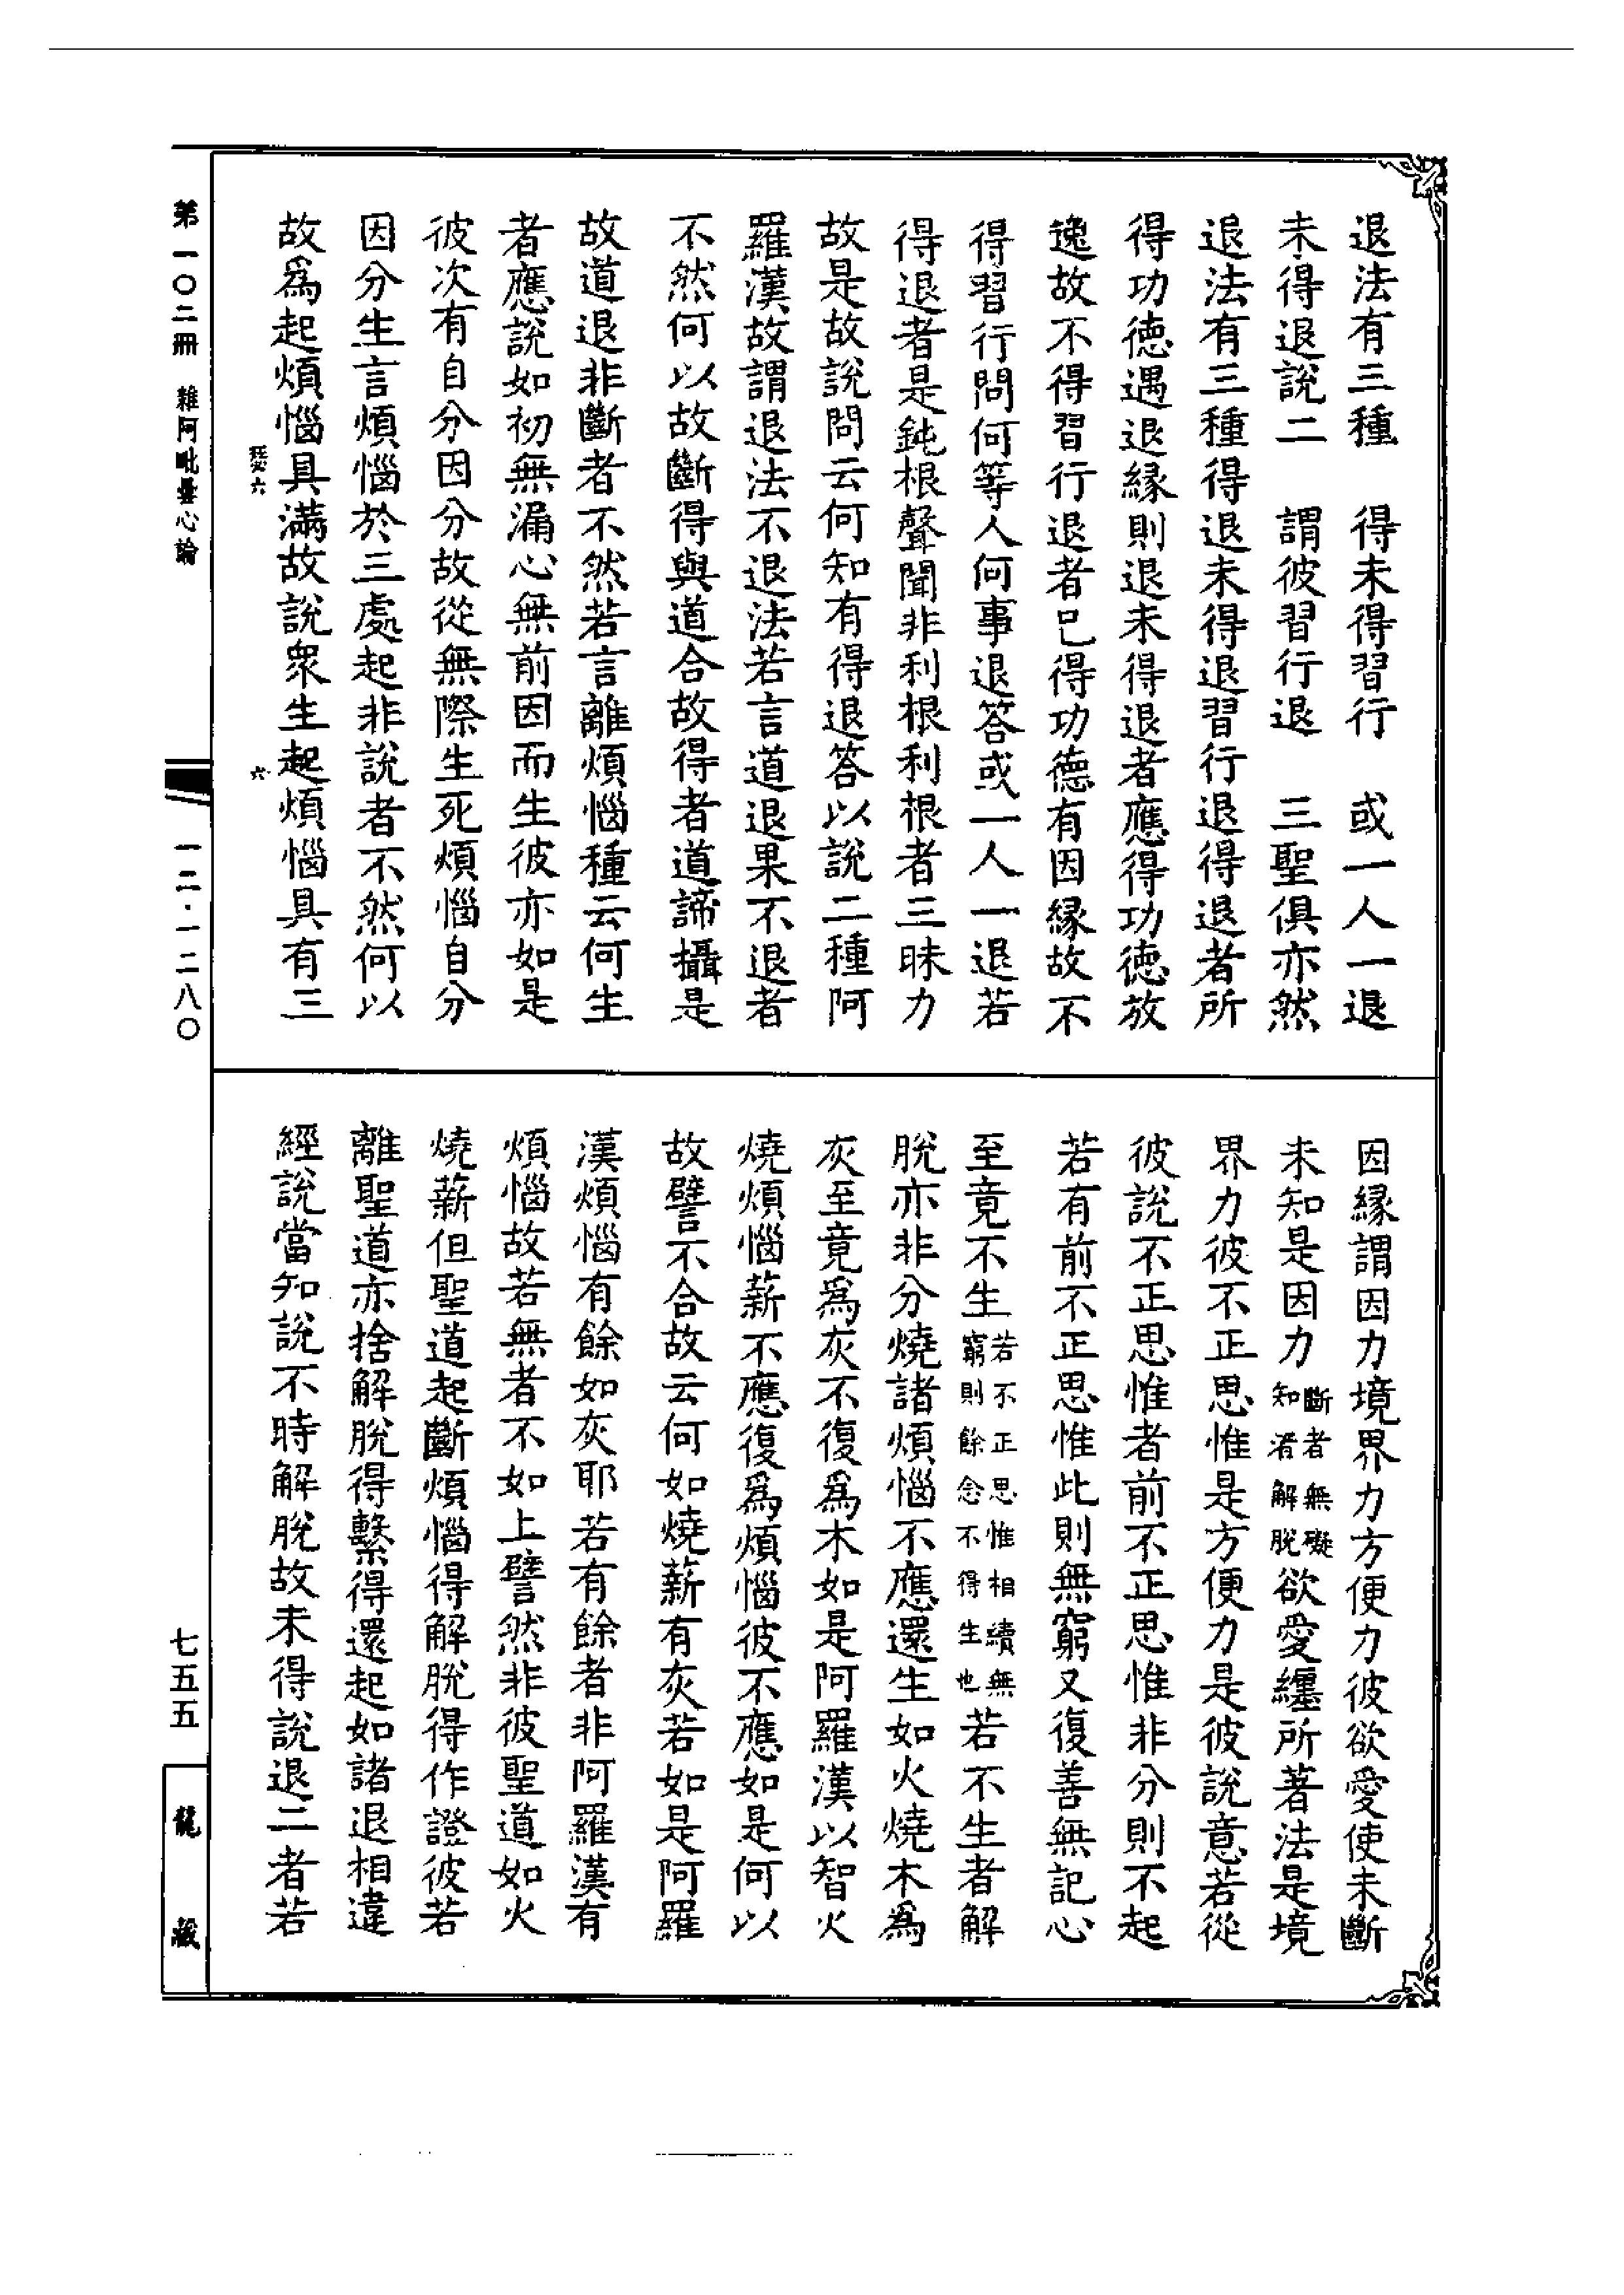 退法有三種　得未得習行　或一人一退
未得退說二　謂彼習行退　三聖俱亦然
退法有三種得退未得退習行退得退者所
得功德遇退緣則退未得退者應得功德放
逸故不得習行退者已得功德有因緣故不
得習行問何等人何事退答或一人一退若
得退者是鈍根聲聞非利根利根者三昧力
故是故說問云何知有得退答以說二種阿
羅漢故謂退法不退法若言道退果不退者
不然何以故斷得與道合故得者道諦攝是
故道退非斷者不然若言離煩惱種云何生
者應說如初無漏心無前因而生彼亦如是
彼次有自分因分故從無際生死煩惱自分
因分生言煩惱於三處起非說者不然何以
故爲起煩惱具滿故說衆生起煩惱具有三
因緣謂因力境界力方便力彼欲愛使未斷
未知是因力斷者無礙知者解脫欲愛纏所著法是境
界力彼不正思惟是方便力是彼說意若從
彼說不正思惟者前不正思惟非分則不起
若有前不正思惟此則無窮又復善無記心
至竟不生若不正思惟相續無窮則餘念不得生也若不生者解
脫亦非分燒諸煩惱不應還生如火燒木爲
灰至竟爲灰不復爲木如是阿羅漢以智火
燒煩惱薪不應復爲煩惱彼不應如是何以
故譬不合故云何如燒薪有灰若如是阿羅
漢煩惱有餘如灰耶若有餘者非阿羅漢有
煩惱故若無者不如上譬然非彼聖道如火
燒薪但聖道起斷煩惱得解脫得作證彼若
離聖道亦捨解脫得繫得還起如諸退相違
經說當知說不時解脫故未得說退二者若
第一〇二冊　雜阿毗曇心論
六
六
一二·一二八〇
七五五
龍藏